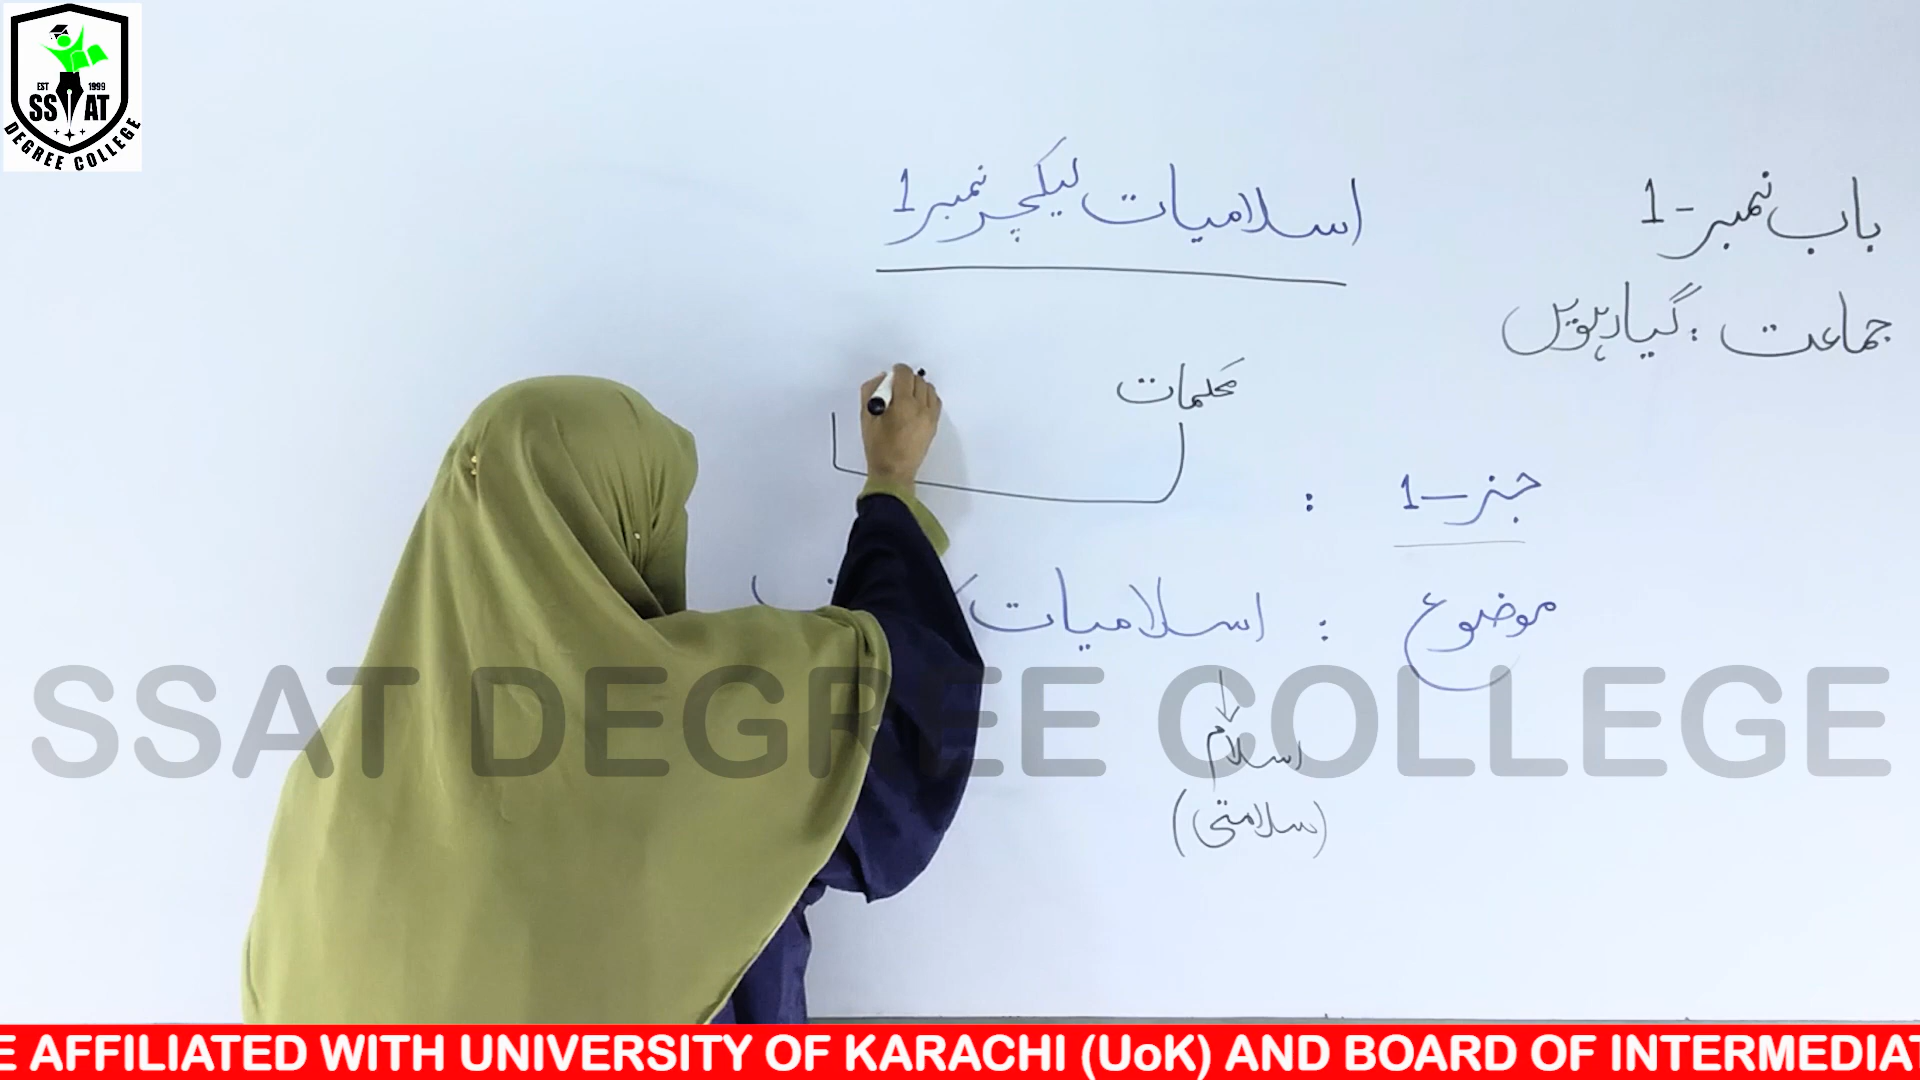 EST 1999
SSAT
DEGREE COLLEGE
باب نمبر - 1
اسلامیات لیکچر نمبر 1
جماعت : گیارہویں
جز - 1 :
موضوع : اسلامیات
اسلام
(سلامتی)
SSAT DEGREE COLLEGE
E AFFILIATED WITH UNIVERSITY OF KARACHI (UoK) AND BOARD OF INTERMEDIAT